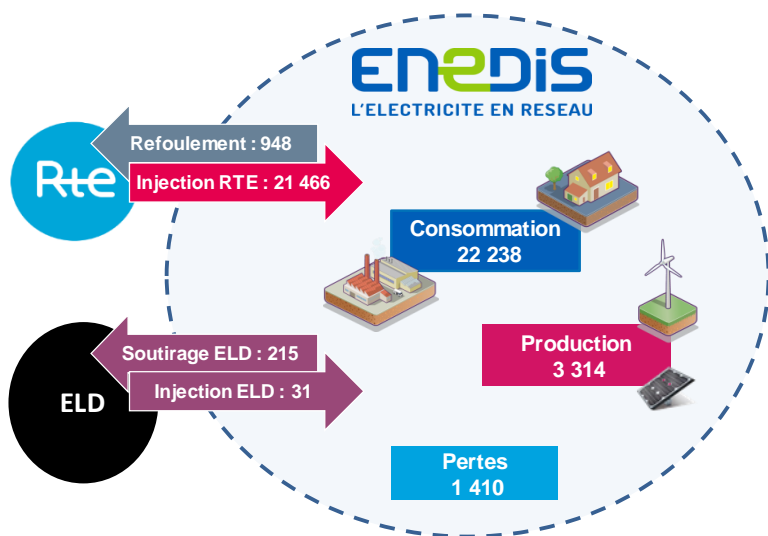 ENEDIS
L'ELECTRICITE EN RESEAU
Rte
Refoulement : 948
Injection RTE : 21 466
Consommation
22 238
Production
3 314
ELD
Soutirage ELD : 215
Injection ELD : 31
Pertes
1 410